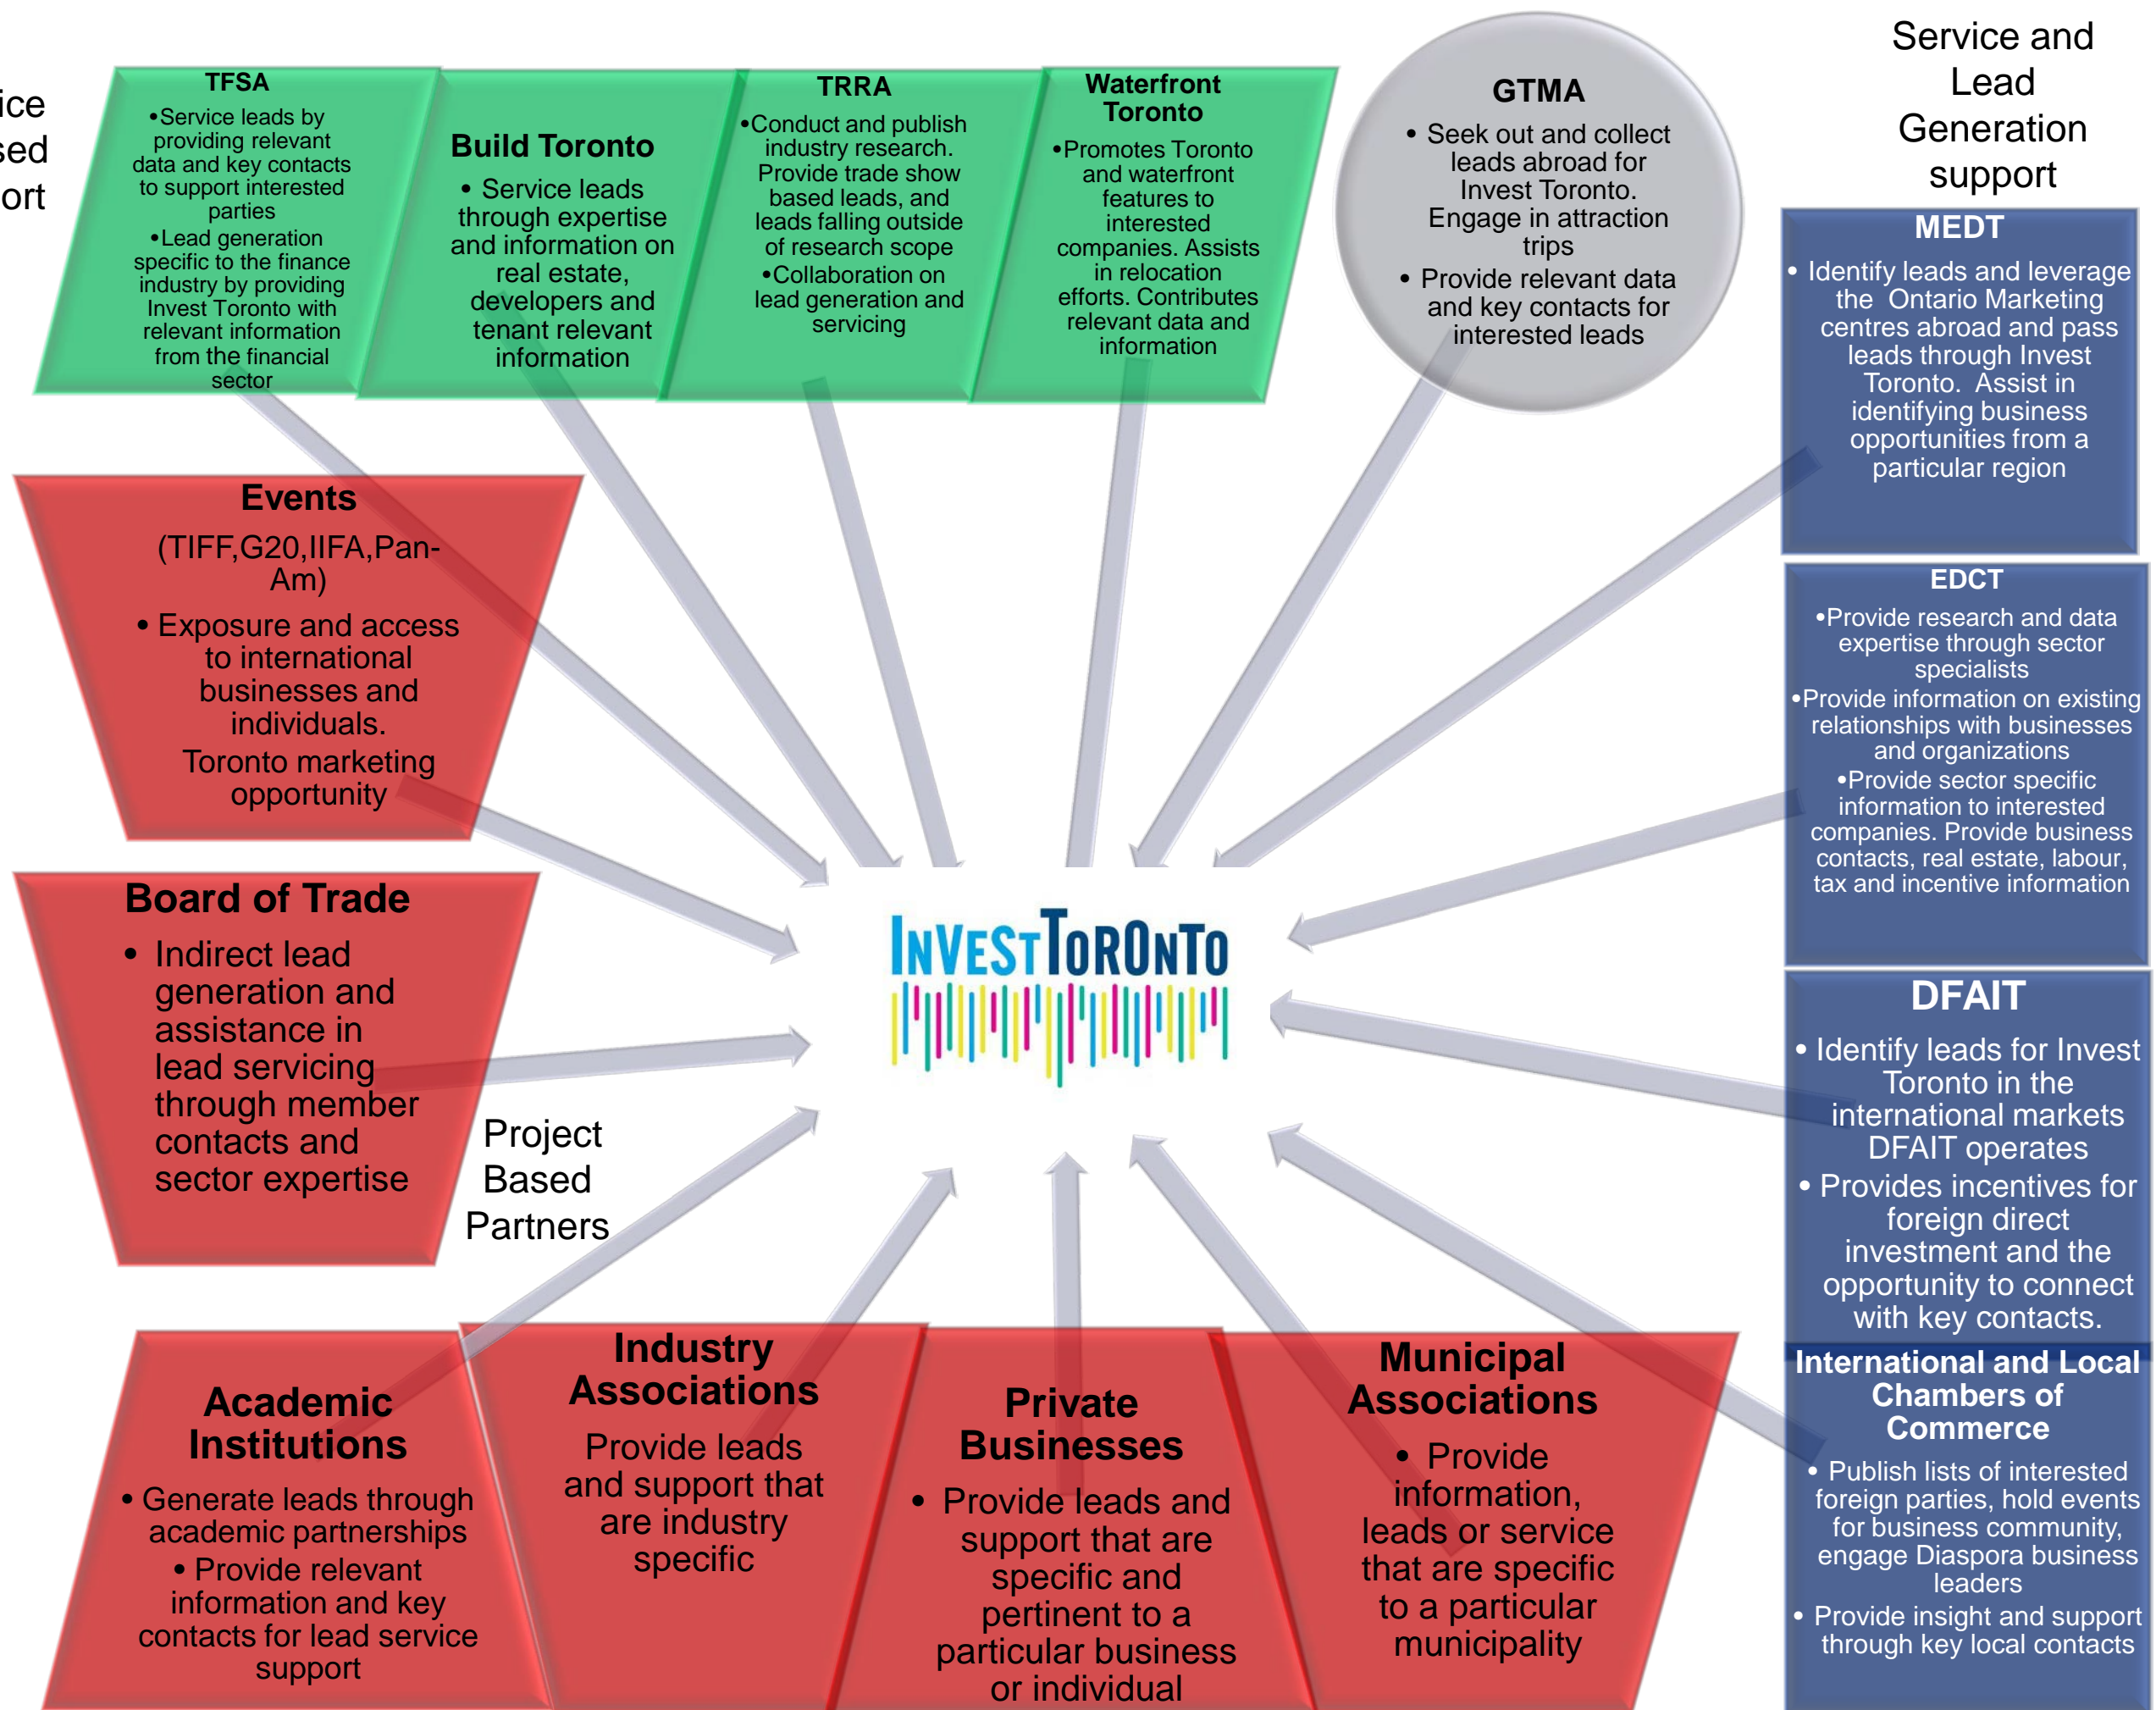 TFSA
•Service leads by
providing relevant
data and key contacts
to support interested
parties
•Lead generation
specific to the finance
industry by providing
Invest Toronto with
relevant information
from the financial
sector
Build Toronto
• Service leads
through expertise
and information on
real estate,
developers and
tenant relevant
information
TRRA
•Conduct and publish
industry research.
Provide trade show
based leads, and
leads falling outside
of research scope
•Collaboration on
lead generation and
servicing
Waterfront
Toronto
•Promotes Toronto
and waterfront
features to
interested
companies. Assists
in relocation
efforts. Contributes
relevant data and
information
GTMA
• Seek out and collect
leads abroad for
Invest Toronto.
Engage in attraction
trips
• Provide relevant data
and key contacts for
interested leads
Service and
Lead
Generation
support
MEDT
• Identify leads and leverage
the Ontario Marketing
centres abroad and pass
leads through Invest
Toronto. Assist in
identifying business
opportunities from a
particular region
Events
(TIFF,G20,IIFA,Pan-
Am)
• Exposure and access
to international
businesses and
individuals.
Toronto marketing
opportunity
EDCT
•Provide research and data
expertise through sector
specialists
•Provide information on existing
relationships with businesses
and organizations
•Provide sector specific
information to interested
companies. Provide business
contacts, real estate, labour,
tax and incentive information
Board of Trade
• Indirect lead
generation and
assistance in
lead servicing
through member
contacts and
sector expertise
INVESTTORONTO
Project
Based
Partners
DFAIT
• Identify leads for Invest
Toronto in the
international markets
DFAIT operates
• Provides incentives for
foreign direct
investment and the
opportunity to connect
with key contacts.
Academic
Institutions
• Generate leads through
academic partnerships
• Provide relevant
information and key
contacts for lead service
support
Industry
Associations
Provide leads
and support that
are industry
specific
Private
Businesses
• Provide leads and
support that are
specific and
pertinent to a
particular business
or individual
Municipal
Associations
• Provide
information,
leads or service
that are specific
to a particular
municipality
International and Local
Chambers of
Commerce
• Publish lists of interested
foreign parties, hold events
for business community,
engage Diaspora business
leaders
• Provide insight and support
through key local contacts